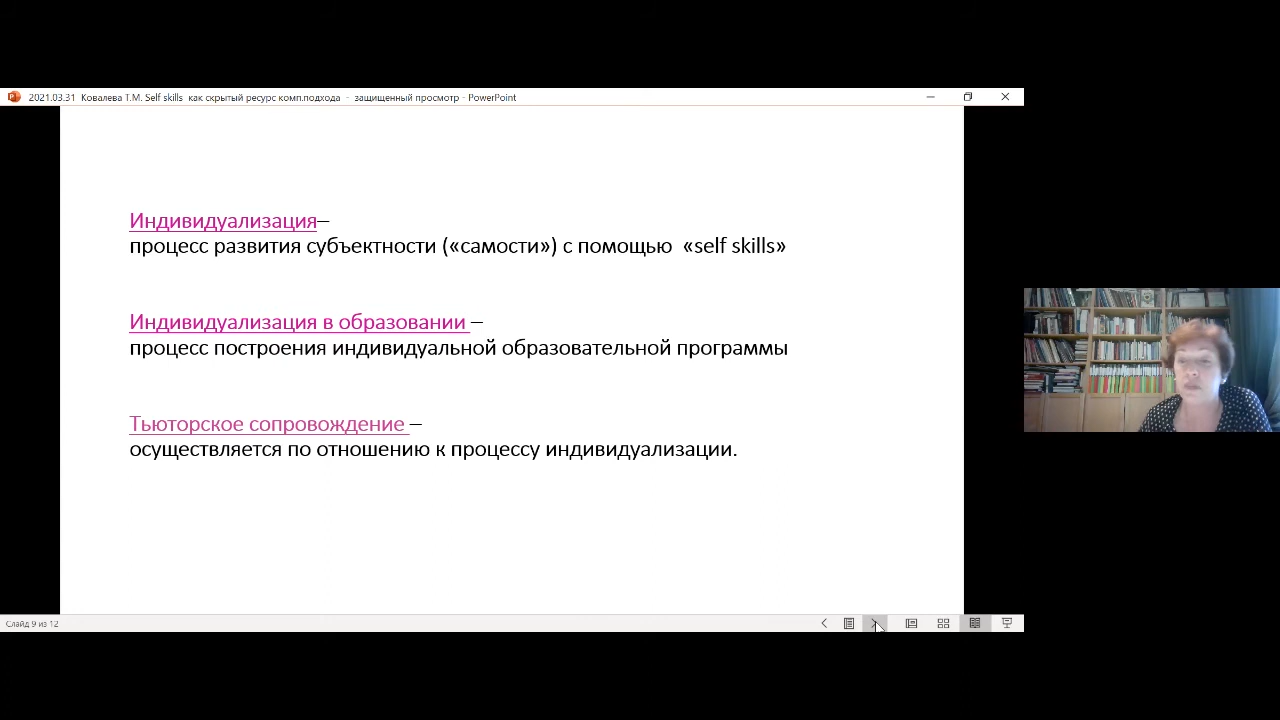 2021.03.31 Ковалева Т.М. Self skills как скрытый ресурс комп.подхода - защищенный просмотр - PowerPoint
Индивидуализация–
процесс развития субъектности («самости») с помощью «self skills»
Индивидуализация в образовании –
процесс построения индивидуальной образовательной программы
Тьюторское сопровождение –
осуществляется по отношению к процессу индивидуализации.
Слайд 9 из 12